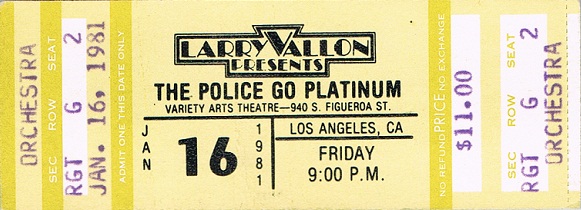 ORCHESTRA
SEC ROW SEAT
RGT G 2
JAN. 16, 1981
ADMIT ONE THIS DATE ONLY
LARRY VALLON
PRESENTS
THE POLICE GO PLATINUM
VARIETY ARTS THEATRE—940 S. FIGUEROA ST.
JAN
16
1981
LOS ANGELES, CA
FRIDAY
9:00 P.M.
NO REFUND PRICE NO EXCHANGE
$11.00
SEC ROW SEAT
RGT G 2
ORCHESTRA